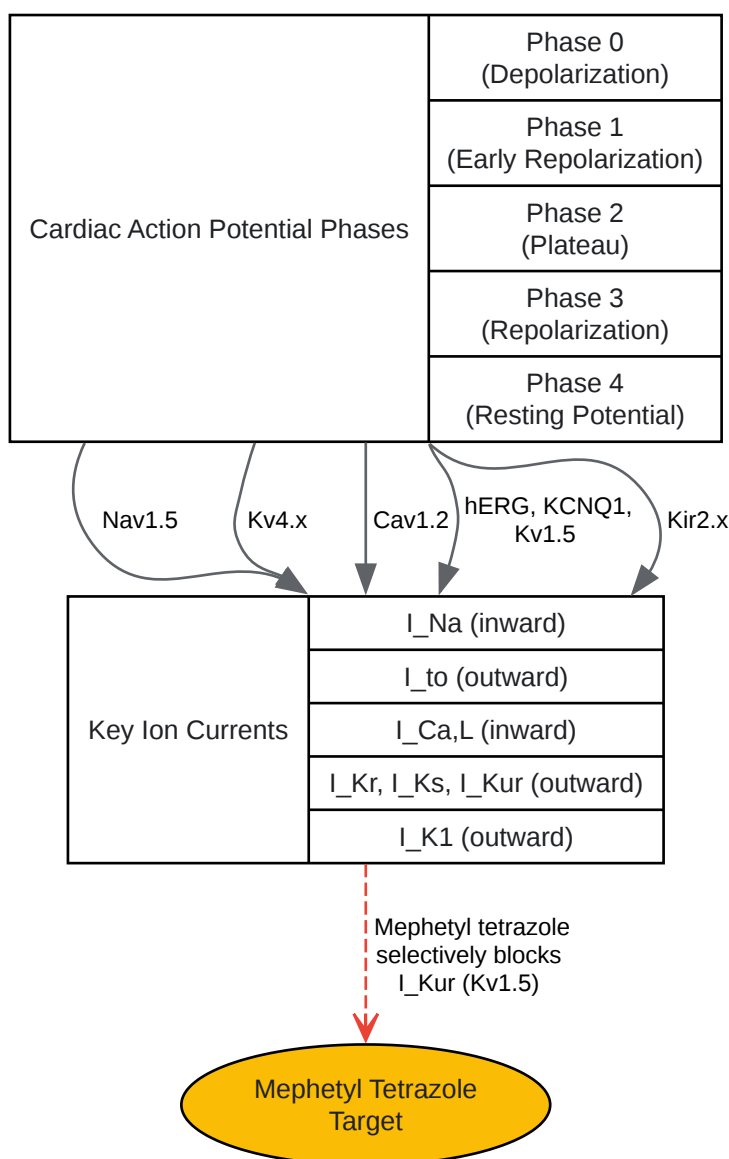 Phase 0
(Depolarization)
Phase 1
(Early Repolarization)
Cardiac Action Potential Phases
Phase 2
(Plateau)
Phase 3
(Repolarization)
Phase 4
(Resting Potential)
Nav1.5
Kv4.x
Cav1.2
hERG, KCNQ1,
Kv1.5
Kir2.x
Key Ion Currents
I_Na (inward)
I_to (outward)
I_Ca,L (inward)
I_Kr, I_Ks, I_Kur (outward)
I_K1 (outward)
Mephetyl tetrazole
selectively blocks
I_Kur (Kv1.5)
Mephetyl Tetrazole
Target